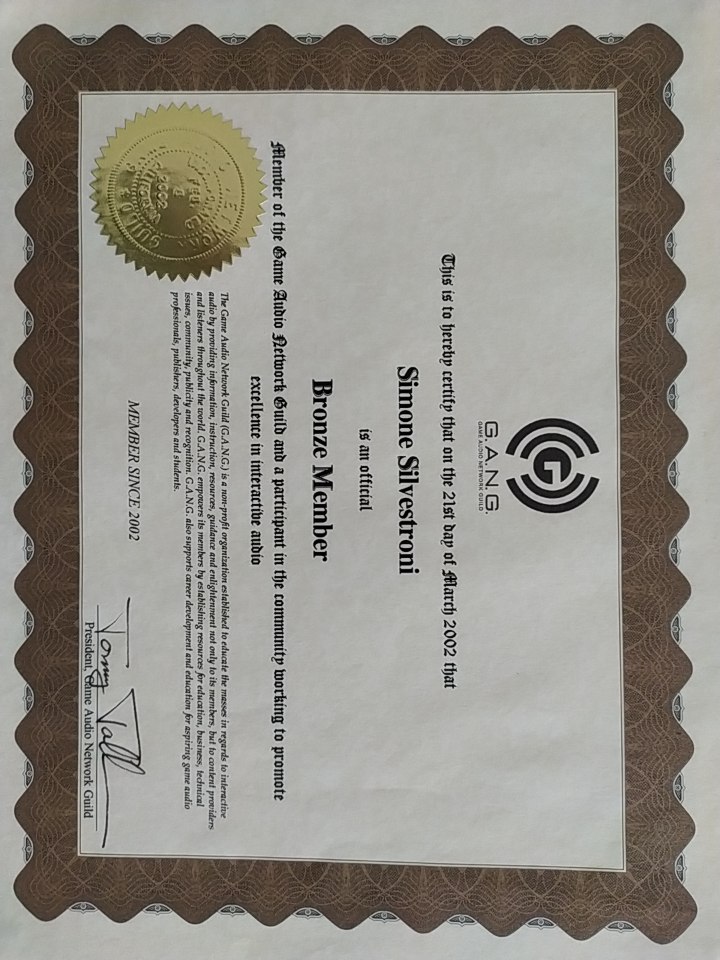 G.A.N.G.
GAME AUDIO NETWORK GUILD
This is to hereby certify that on the 21st day of March 2002 that
Simone Silvestroni
is an official
Bronze Member
Member of the Game Audio Network Guild and a participant in the community working to promote
excellence in interactive audio
The Game Audio Network Guild (G.A.N.G.) is a non-profit organization established to educate the masses in regards to interactive
audio by providing information, instruction, resources, guidance and enlightenment not only to its members, but to content providers
and listeners throughout the world. G.A.N.G. empowers its members by establishing resources for education, business, technical
issues, community, publicity and recognition. G.A.N.G. also supports career development and education for aspiring game audio
professionals, publishers, developers and students.
FEB
2002
CALIFORNIA
MEMBER SINCE 2002
Tommy Tall
President, Game Audio Network Guild